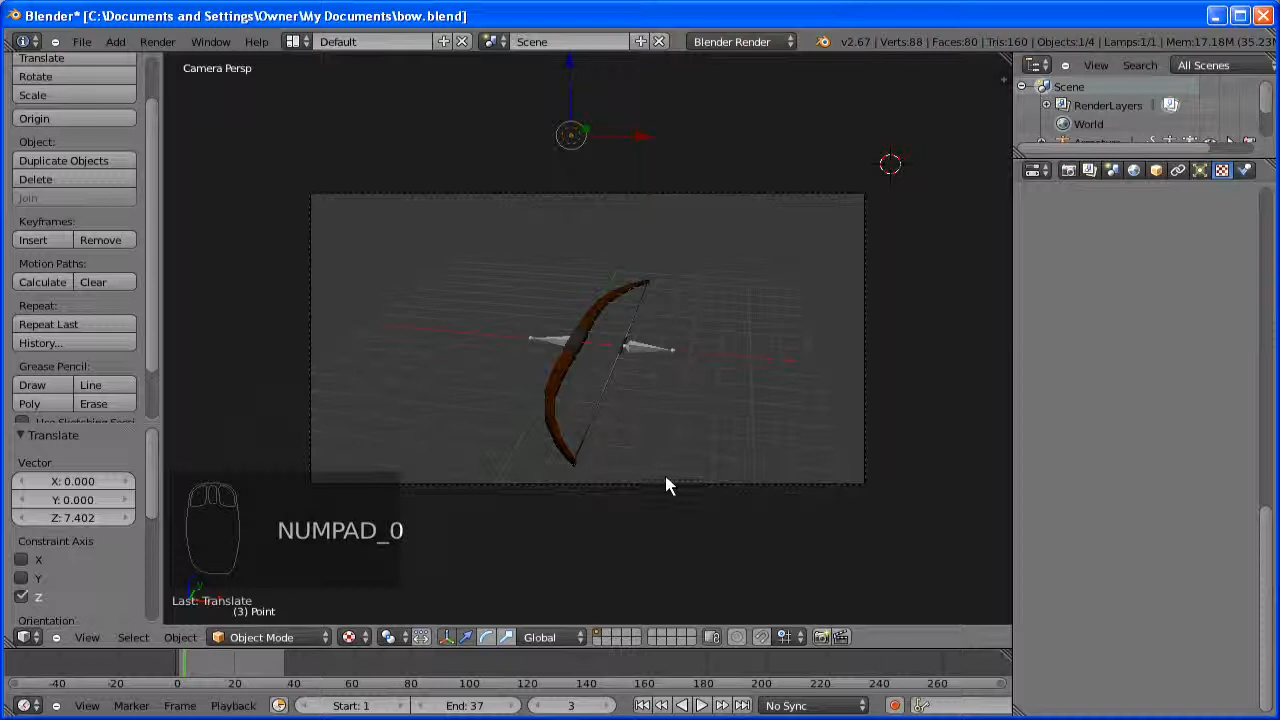 Blender* [C:\Documents and Settings\Owner\My Documents\bow.blend]
File Add Render Window Help Default Scene Blender Render v2.67 | Verts:88 | Faces:80 | Tris:160 | Objects:1/4 | Lamps:1/1 | Mem:17.18M (35.23
Translate
Rotate
Scale
Origin
Object:
Duplicate Objects
Delete
Join
Keyframes:
Insert Remove
Motion Paths:
Calculate Clear
Repeat:
Repeat Last
History...
Grease Pencil:
Draw Line
Poly Erase
Translate
Vector
X: 0.000
Y: 0.000
Z: 7.402
Constraint Axis
X
Y
Z
Orientation
Camera Persp
NUMPAD_0
Last: Translate
(3) Point
View Search All Scenes
Scene
RenderLayers
World
View Select Object Object Mode Global
-40 -20 0 20 40 60 80 100 120 140 160 180 200 220 240 260
View Marker Frame Playback Start: 1 End: 37 3 No Sync